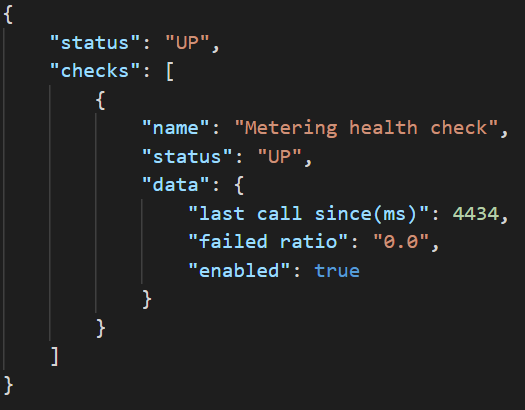 {
    "status": "UP",
    "checks": [
        {
            "name": "Metering health check",
            "status": "UP",
            "data": {
                "last call since(ms)": 4434,
                "failed ratio": "0.0",
                "enabled": true
            }
        }
    ]
}